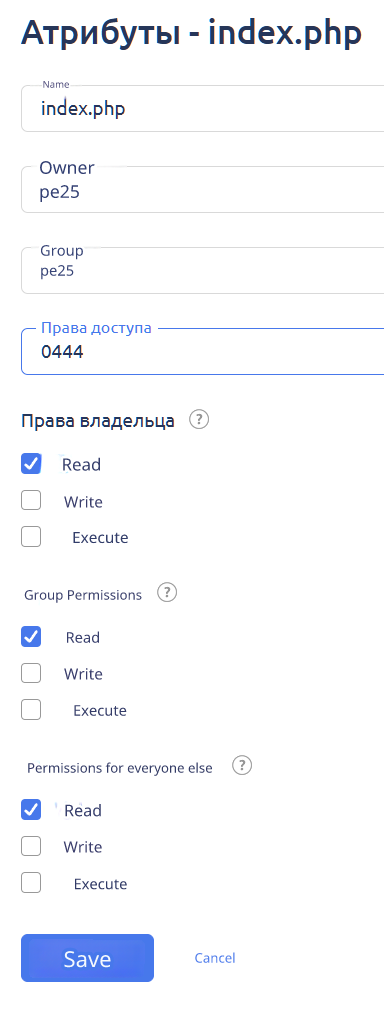 Атрибуты - index.php
Name
index.php
Owner
pe25
Group
pe25
Права доступа
0444
Права владельца ?
Read
Write
Execute
Group Permissions ?
Read
Write
Execute
Permissions for everyone else ?
Read
Write
Execute
Save Cancel